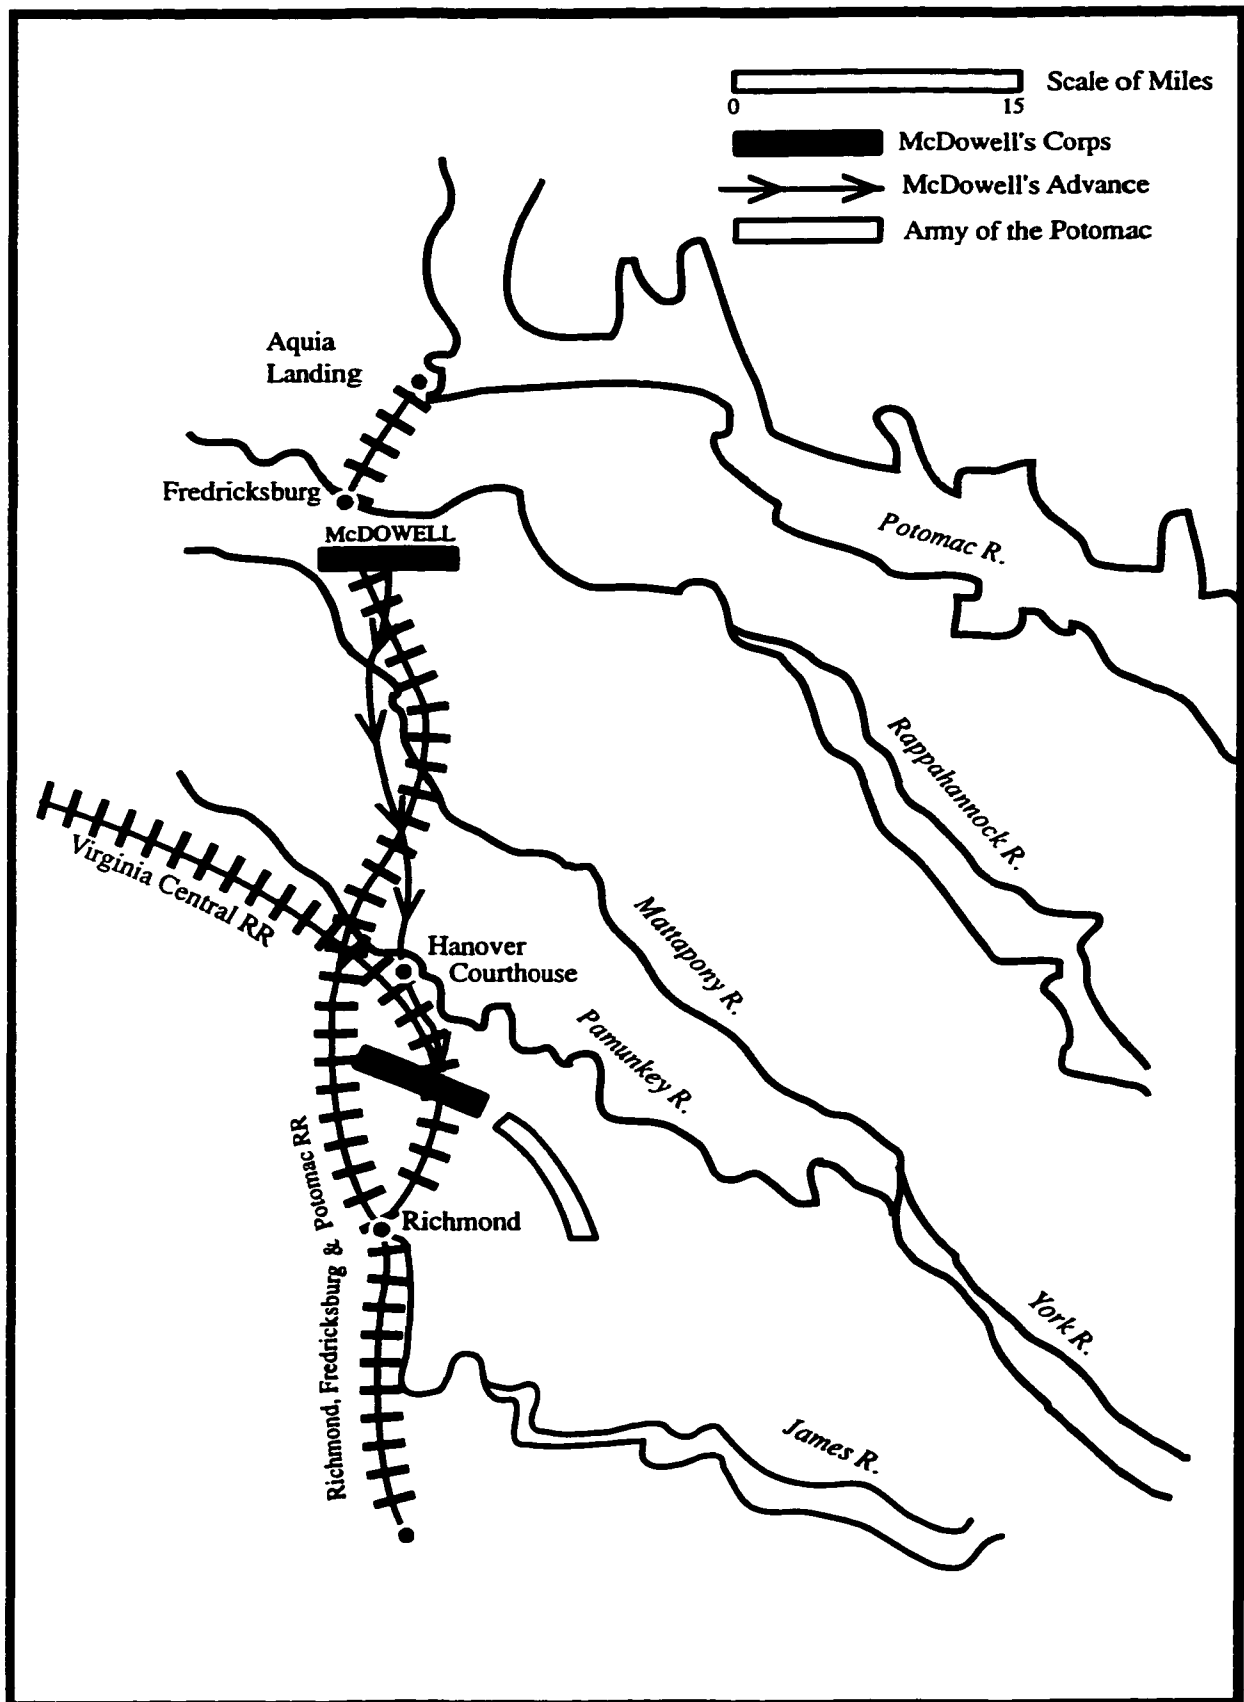 Scale of Miles
0 15
McDowell's Corps
McDowell's Advance
Army of the Potomac
Aquia
Landing
Fredricksburg
McDOWELL
Potomac R.
Rappahannock R.
Virginia Central RR
Hanover
Courthouse
Mattapony R.
Pamunkey R.
Richmond, Fredricksburg & Potomac RR
Richmond
York R.
James R.